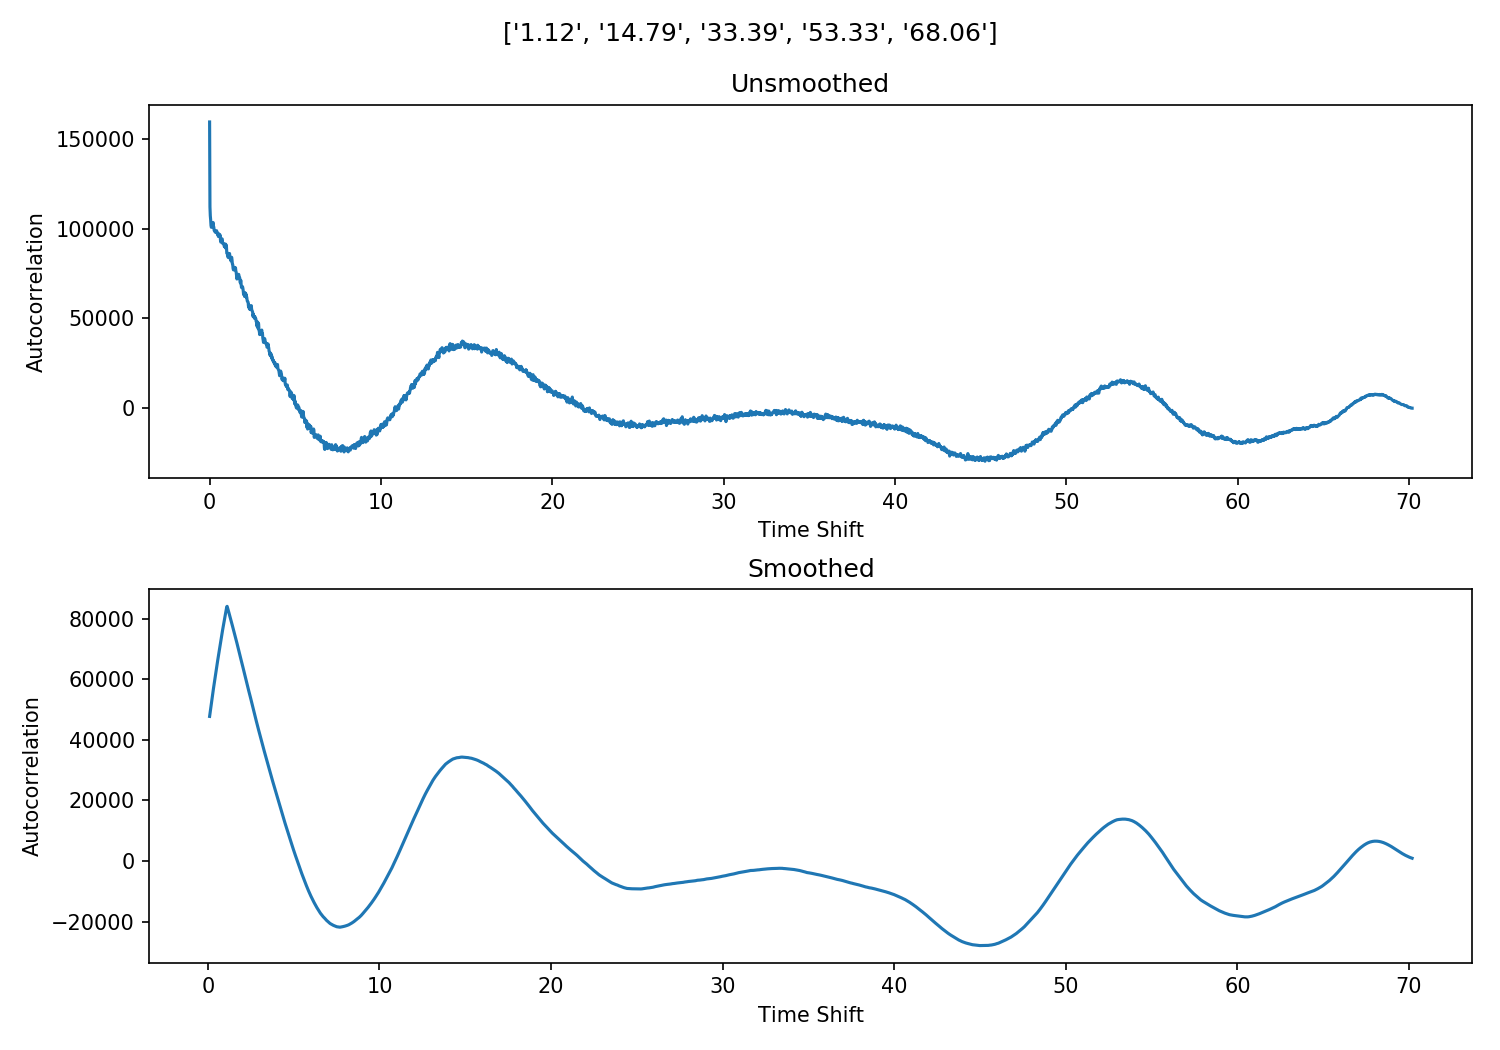 ['1.12', '14.79', '33.39', '53.33', '68.06']
Unsmoothed
Autocorrelation
150000
100000
50000
0
0 10 20 30 40 50 60 70
Time Shift
Smoothed
Autocorrelation
80000
60000
40000
20000
0
−20000
0 10 20 30 40 50 60 70
Time Shift